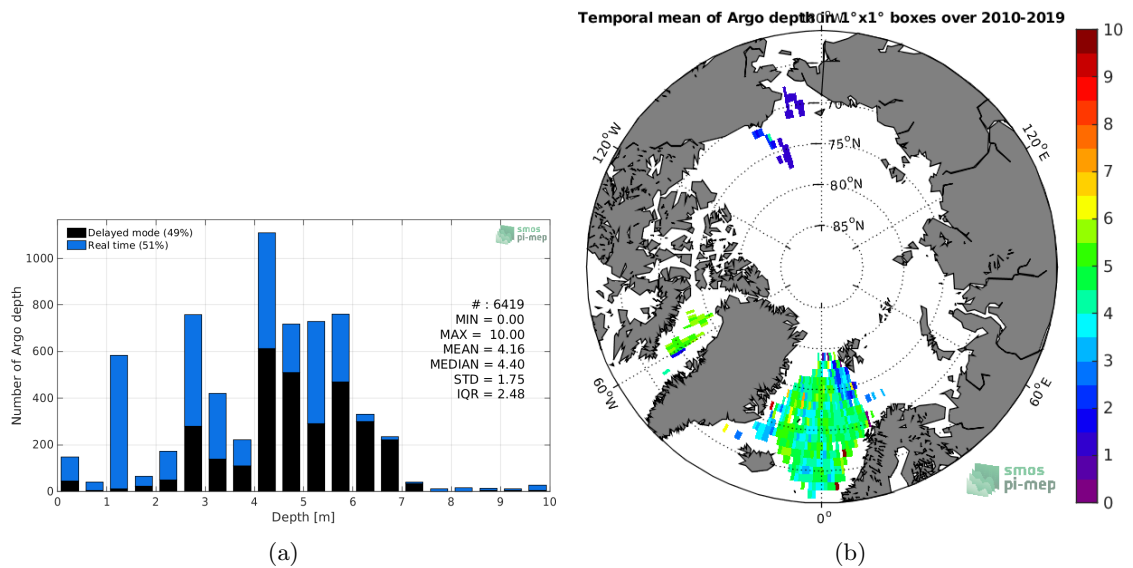 Temporal mean of Argo depth in 1°x1° boxes over 2010-2019
180°W
Delayed mode (49%)
Real time (51%)
smos
pi-mep
# : 6419
MIN = 0.00
MAX = 10.00
MEAN = 4.16
MEDIAN = 4.40
STD = 1.75
IQR = 2.48
Number of Argo depth
1000
800
600
400
200
0
0 1 2 3 4 5 6 7 8 9 10
Depth [m]
(a)
120°W
120°E
60°W
60°E
0°
70°N
75°N
80°N
85°N
10
9
8
7
6
5
4
3
2
1
0
smos
pi-mep
(b)